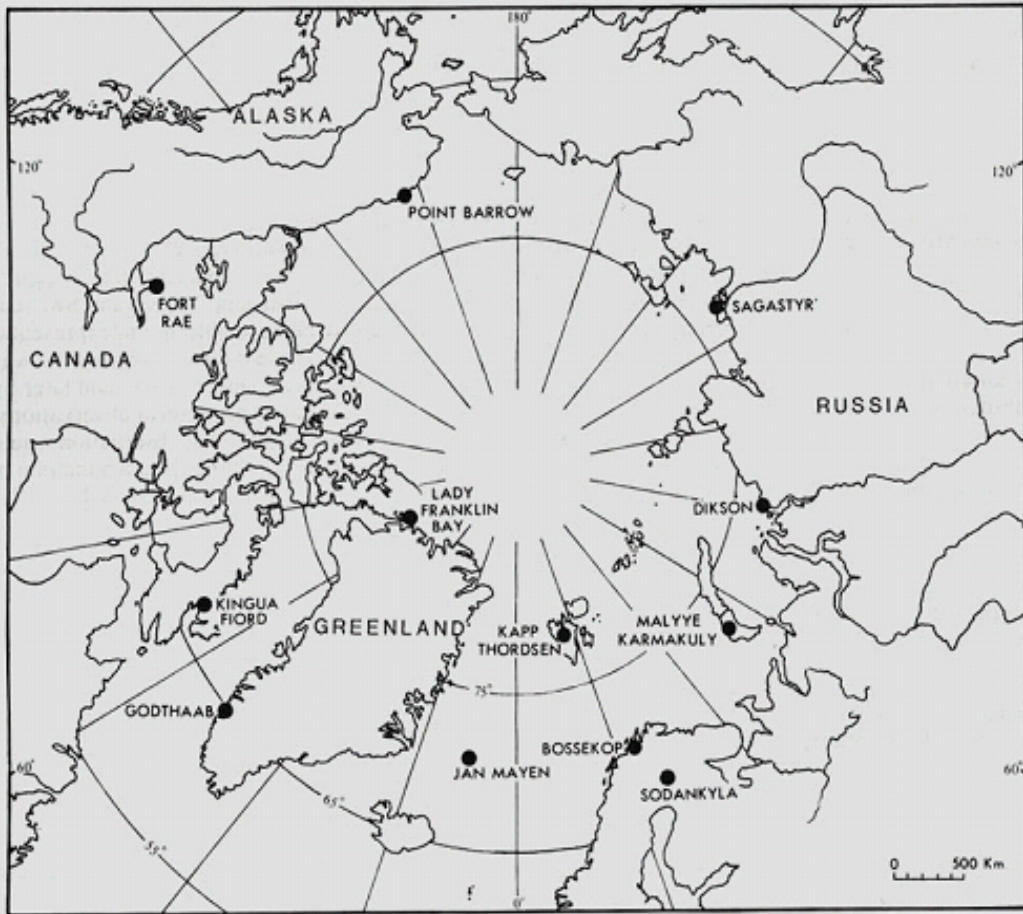 180°
ALASKA
120°
120°
POINT BARROW
FORT
RAE
SAGASTYR'
CANADA
RUSSIA
LADY
FRANKLIN
BAY
DIKSON
KINGUA
FIORD
GREENLAND
KAPP
THORDSEN
MALYYE
KARMAKULY
75°
GODTHAAB
BOSSEKOP
JAN MAYEN
SODANKYLA
60°
60°
65°
55°
0 500 Km
0°